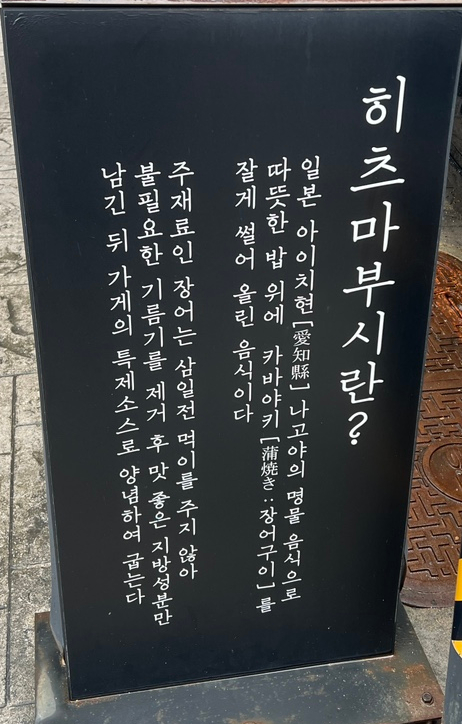 히츠마부시란?
일본 아이치현[愛知縣] 나고야의 명물 음식으로
따뜻한 밥 위에 카바야키[蒲焼き:장어구이]를
잘게 썰어 올린 음식이다
주재료인 장어는 삼일전 먹이를 주지 않아
불필요한 기름기를 제거 후 맛 좋은 지방성분만
남긴 뒤 가게의 특제소스로 양념하여 굽는다